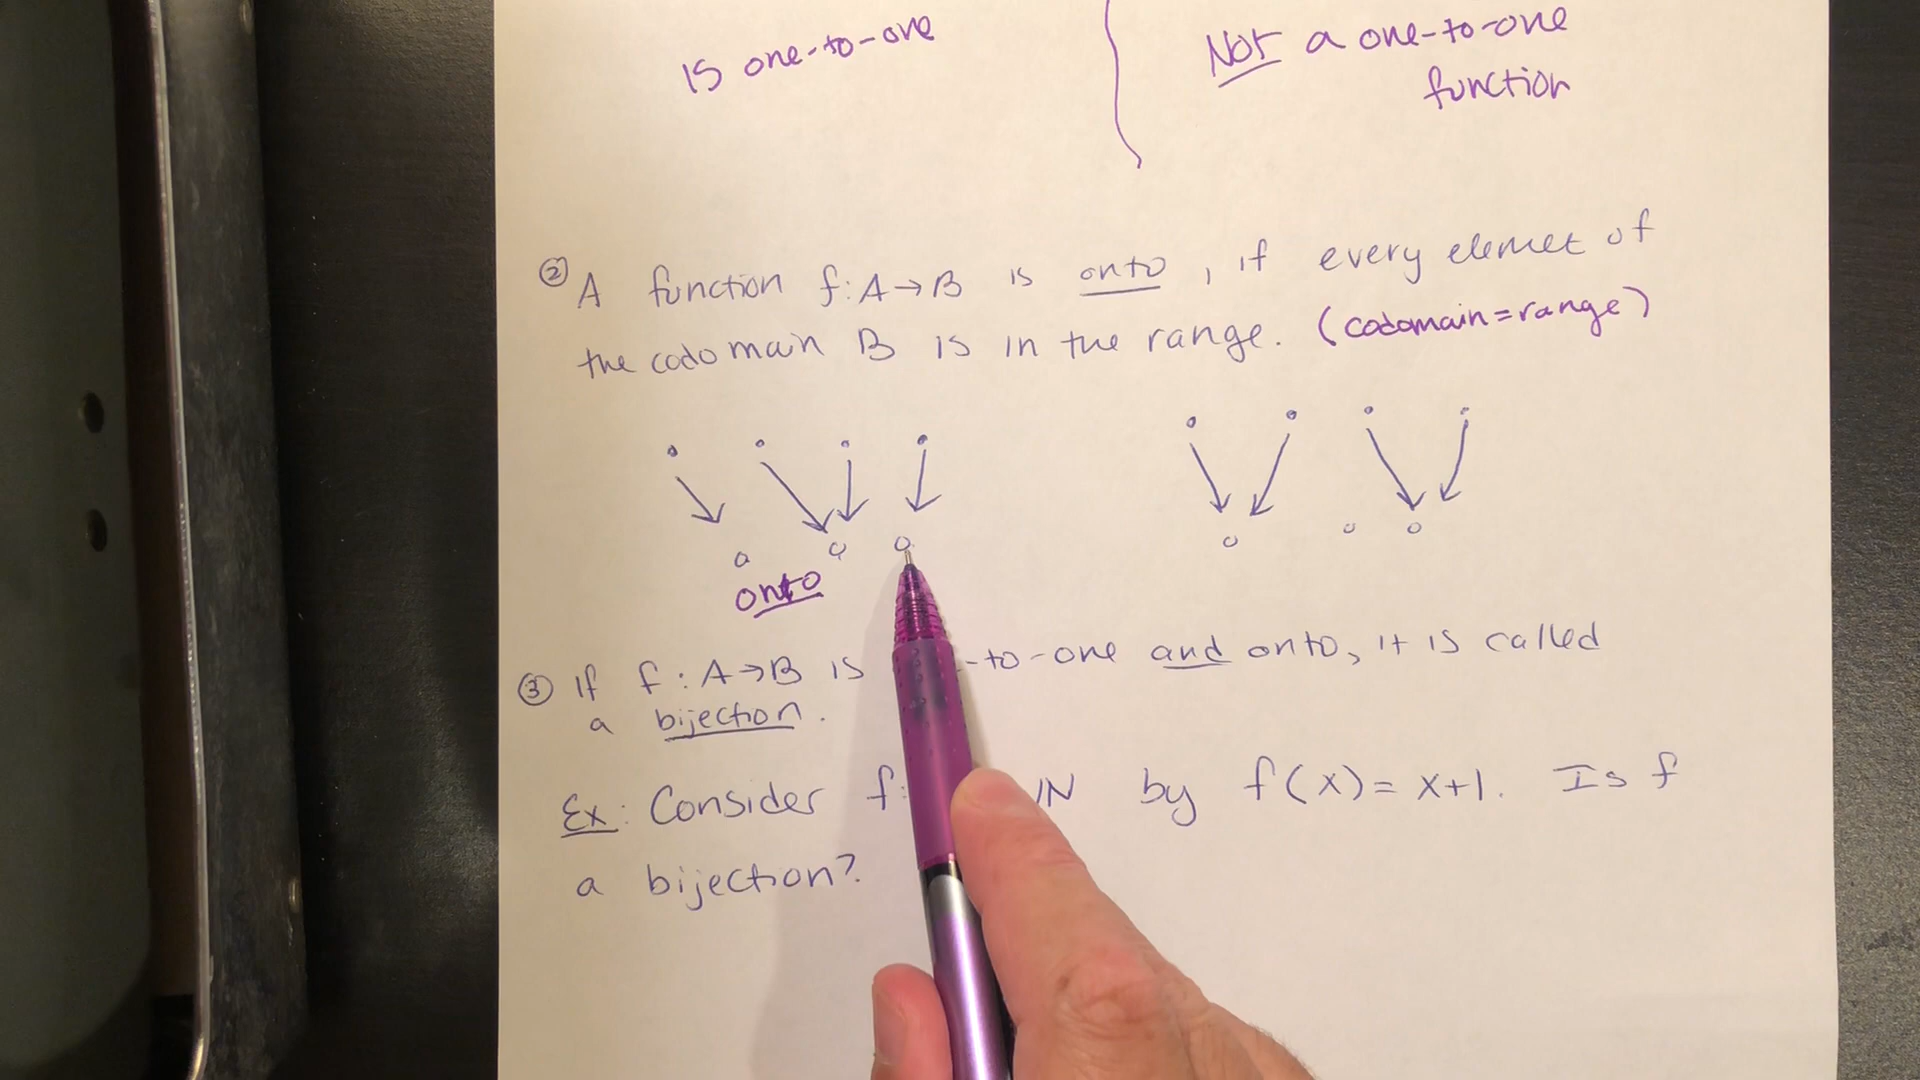 IS one-to-one
Not a one-to-one
function
② A function f:A→B is onto, if every elemet of
the codomain B is in the range. (codomain=range)
onto
③ If f:A→B is -to-one and onto, it is called
a bijection.
Ex: Consider f: IN by f(x)=x+1. Is f
a bijection?